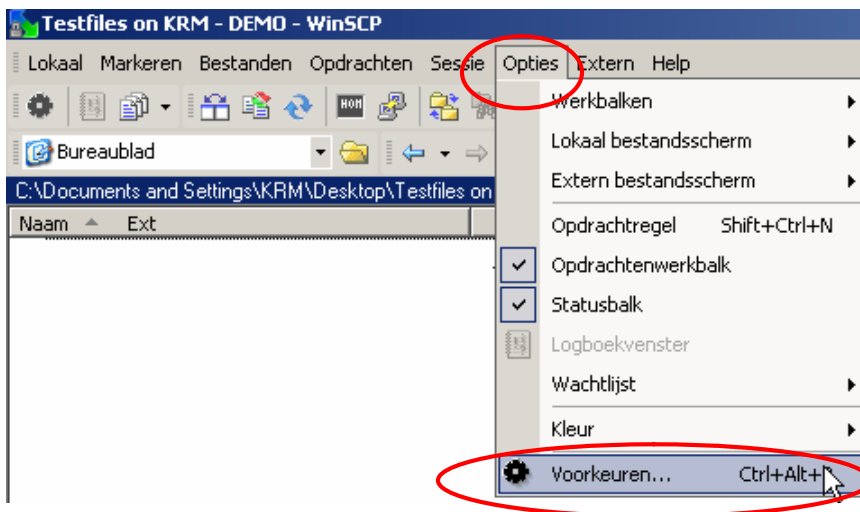 Testfiles on KRM - DEMO - WinSCP
Lokaal Markeren Bestanden Opdrachten Sessie Opties Extern Help
HOM
Bureaublad
C:\Documents and Settings\KRM\Desktop\Testfiles on
Naam Ext
Werkbalken
Lokaal bestandsscherm
Extern bestandsscherm
Opdrachtregel Shift+Ctrl+N
Opdrachtenwerkbalk
Statusbalk
Logboekvenster
Wachtlijst
Kleur
Voorkeuren... Ctrl+Alt+